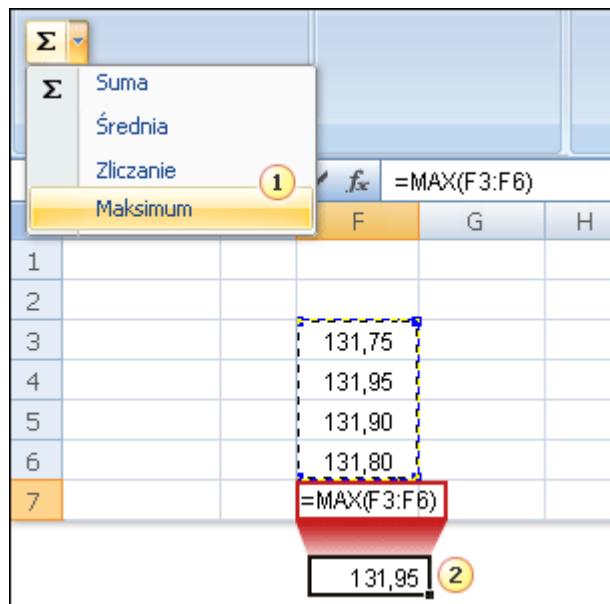 Σ
Σ Suma
Średnia
Zliczanie
1
fx =MAX(F3:F6)
Maksimum
F G H
1
2
3 131,75
4 131,95
5 131,90
6 131,80
7 =MAX(F3:F6)
131,95 2